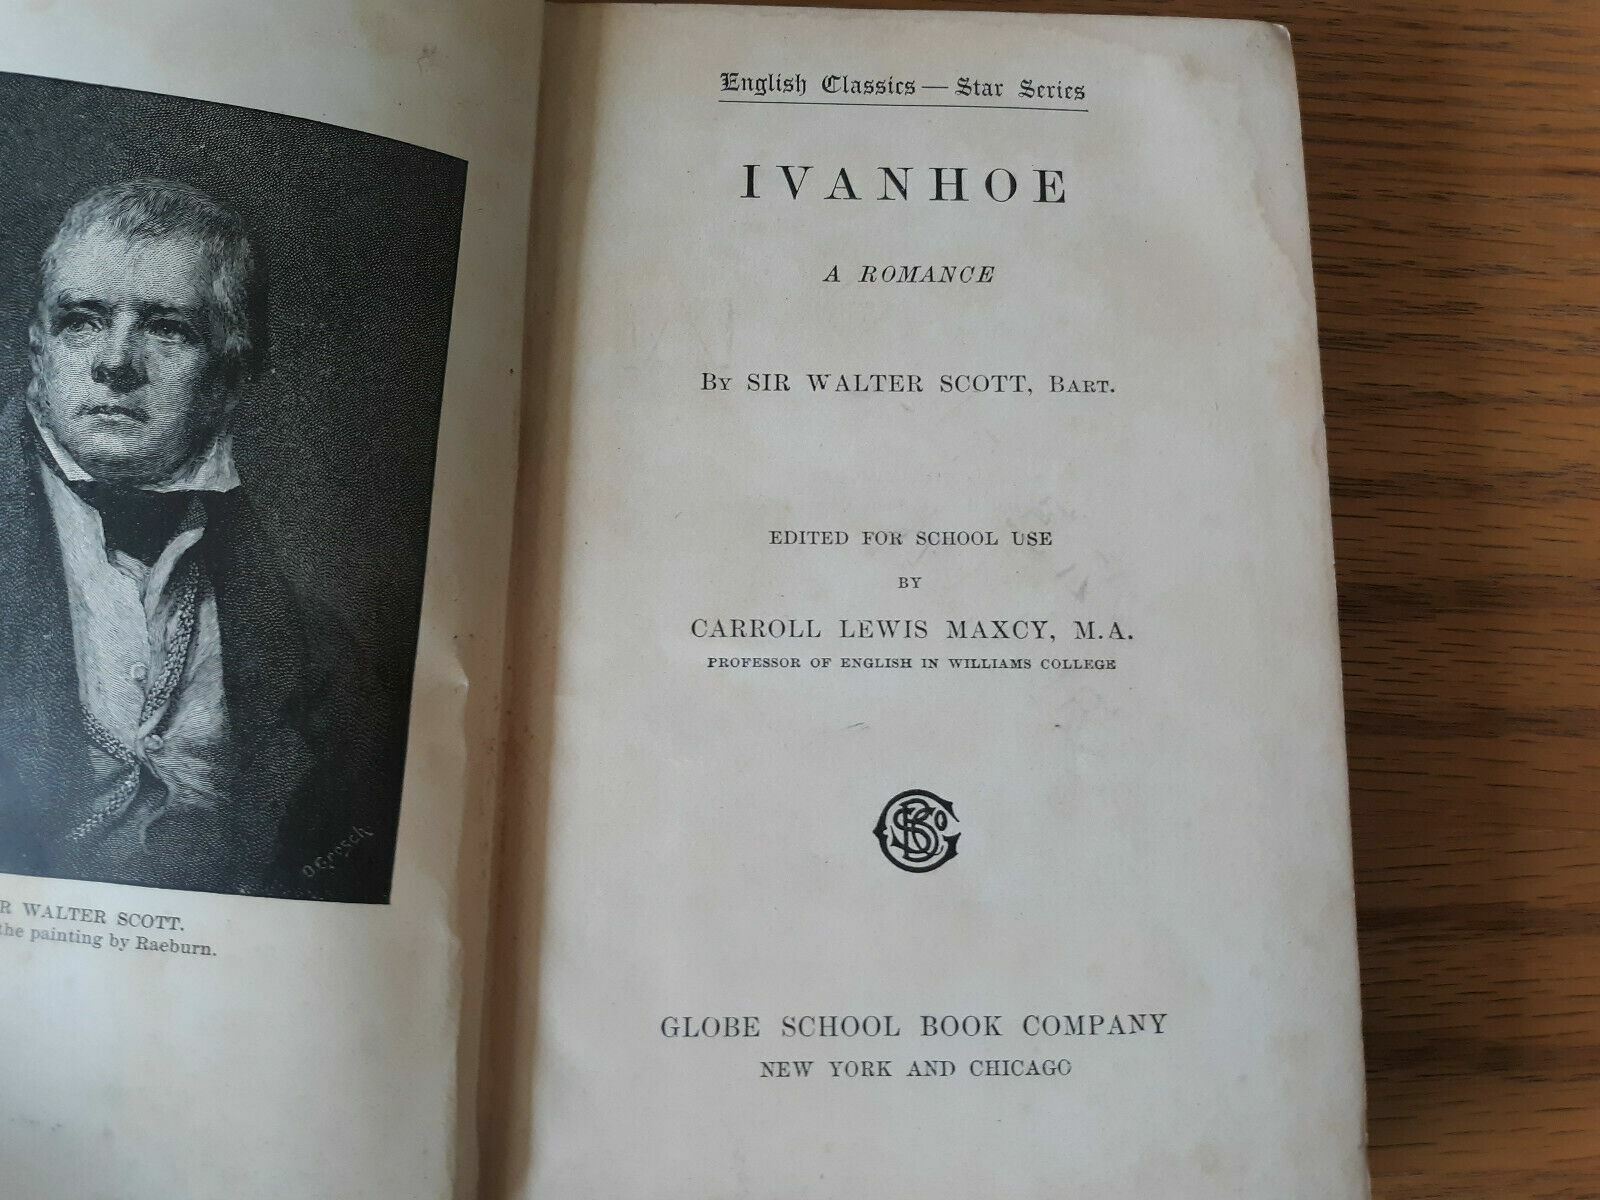 O Grosch
R WALTER SCOTT.
the painting by Raeburn.
English Classics — Star Series
IVANHOE
A ROMANCE
By SIR WALTER SCOTT, Bart.
EDITED FOR SCHOOL USE
BY
CARROLL LEWIS MAXCY, M.A.
PROFESSOR OF ENGLISH IN WILLIAMS COLLEGE
GSBCo
GLOBE SCHOOL BOOK COMPANY
NEW YORK AND CHICAGO